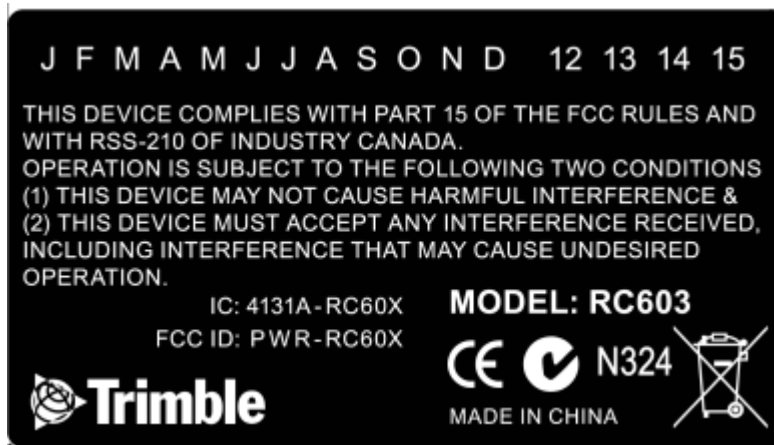 J F M A M J J A S O N D 12 13 14 15
THIS DEVICE COMPLIES WITH PART 15 OF THE FCC RULES AND
WITH RSS-210 OF INDUSTRY CANADA.
OPERATION IS SUBJECT TO THE FOLLOWING TWO CONDITIONS
(1) THIS DEVICE MAY NOT CAUSE HARMFUL INTERFERENCE &
(2) THIS DEVICE MUST ACCEPT ANY INTERFERENCE RECEIVED,
INCLUDING INTERFERENCE THAT MAY CAUSE UNDESIRED
OPERATION.
IC: 4131A-RC60X
FCC ID: PWR-RC60X
MODEL: RC603
CE N324
Trimble
MADE IN CHINA